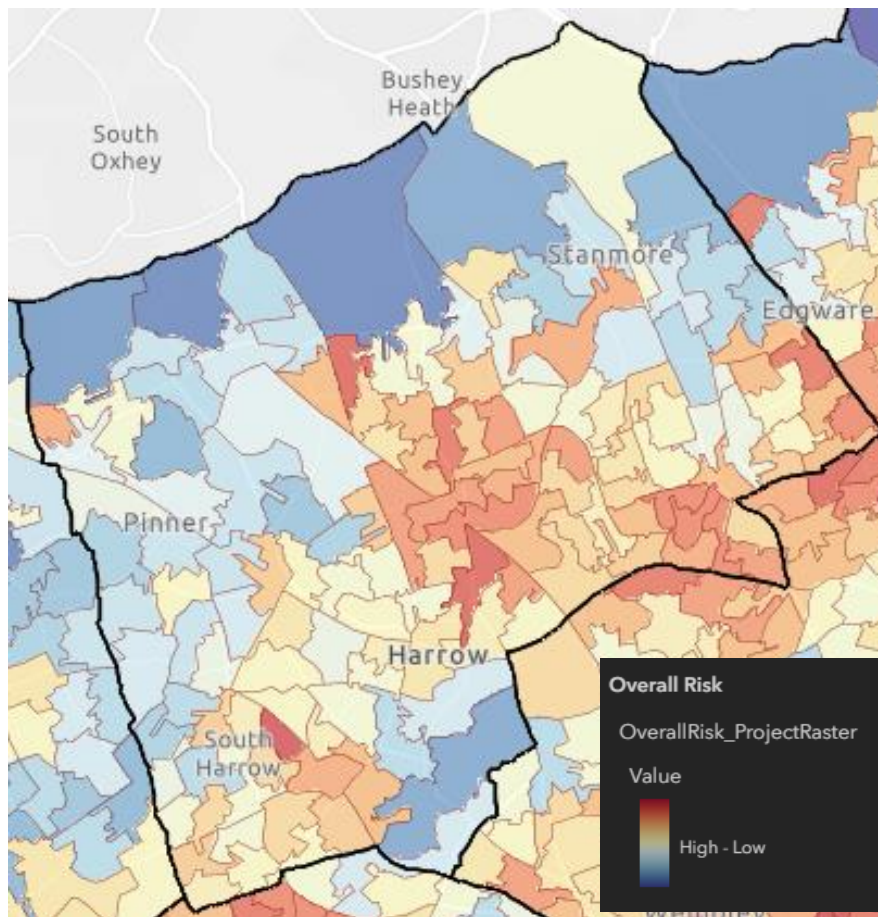 Bushey
Heath
South
Oxhey
Stanmore
Edgware
Pinner
Harrow
South
Harrow
Overall Risk
OverallRisk_ProjectRaster
Value
High - Low